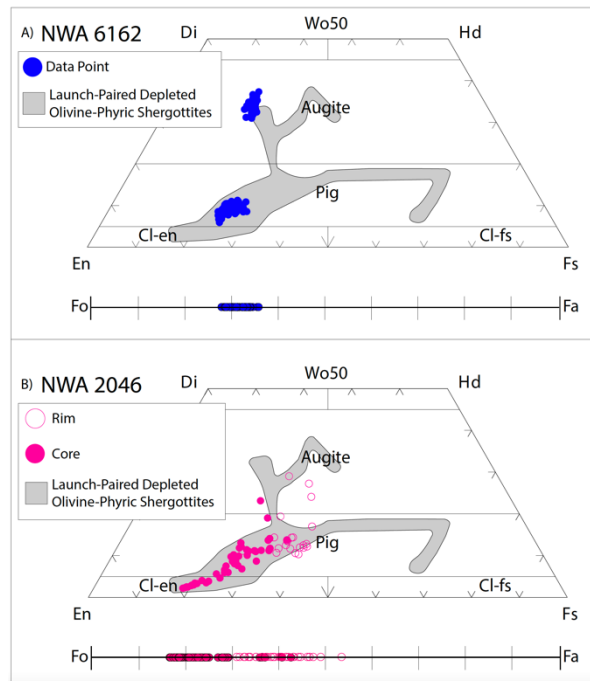 A) NWA 6162
Di
Wo50
Hd
Data Point
Launch-Paired Depleted
Olivine-Phyric Shergottites
Augite
Pig
Cl-en
Cl-fs
En
Fs
Fo
Fa
B) NWA 2046
Di
Wo50
Hd
Rim
Core
Launch-Paired Depleted
Olivine-Phyric Shergottites
Augite
Pig
Cl-en
Cl-fs
En
Fs
Fo
Fa